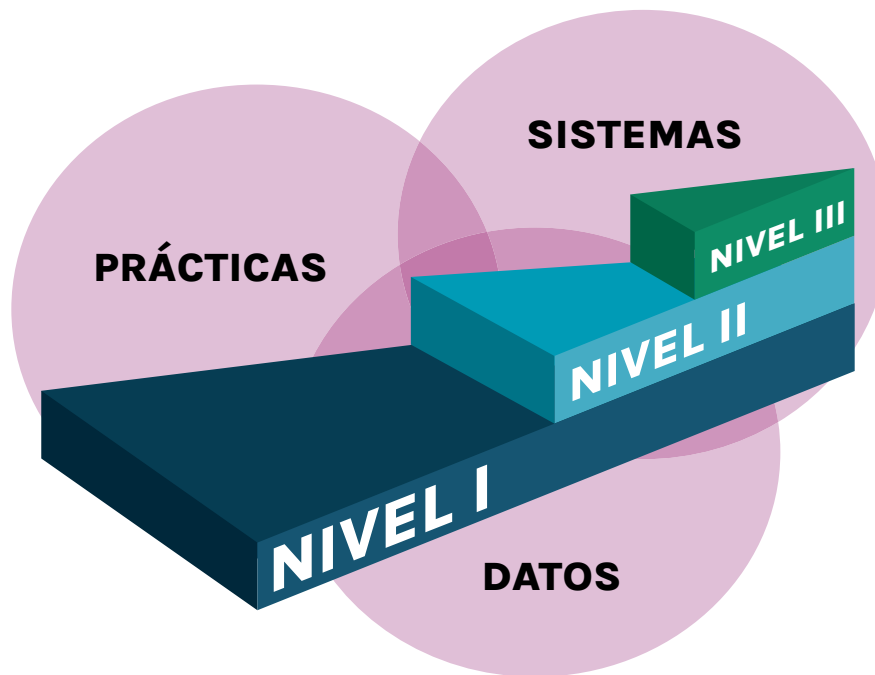 SISTEMAS
PRÁCTICAS
NIVEL III
NIVEL II
NIVEL I
DATOS